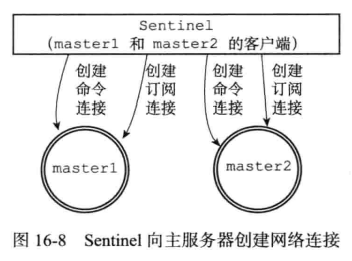 Sentinel
(master1 和 master2 的客户端)
创建 创建 创建 创建
命令 订阅 命令 订阅
连接 连接 连接 连接
master1 master2
图 16-8 Sentinel 向主服务器创建网络连接